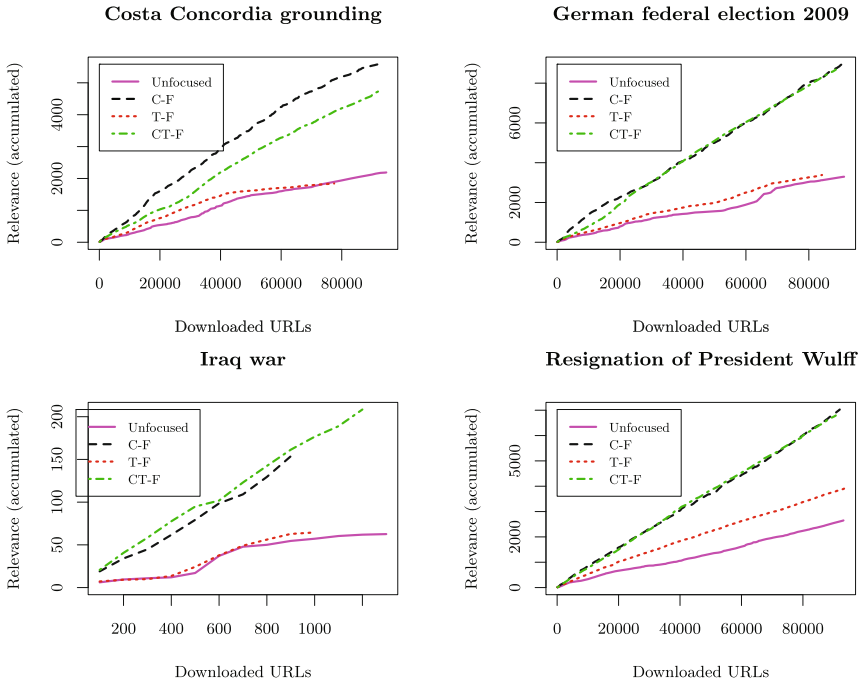 Costa Concordia grounding
Relevance (accumulated)
4000
2000
0
Unfocused
C-F
T-F
CT-F
0 20000 40000 60000 80000
Downloaded URLs
German federal election 2009
Relevance (accumulated)
6000
2000
0
Unfocused
C-F
T-F
CT-F
0 20000 40000 60000 80000
Downloaded URLs
Iraq war
Relevance (accumulated)
200
150
100
50
0
Unfocused
C-F
T-F
CT-F
200 400 600 800 1000
Downloaded URLs
Resignation of President Wulff
Relevance (accumulated)
5000
2000
0
Unfocused
C-F
T-F
CT-F
0 20000 40000 60000 80000
Downloaded URLs